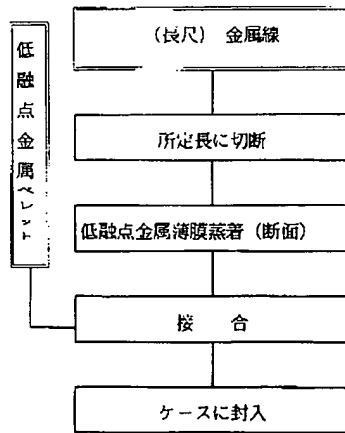 低融点金属ペレット
(長尺) 金属線
所定長に切断
低融点金属薄膜蒸着 (断面)
接 合
ケースに封入